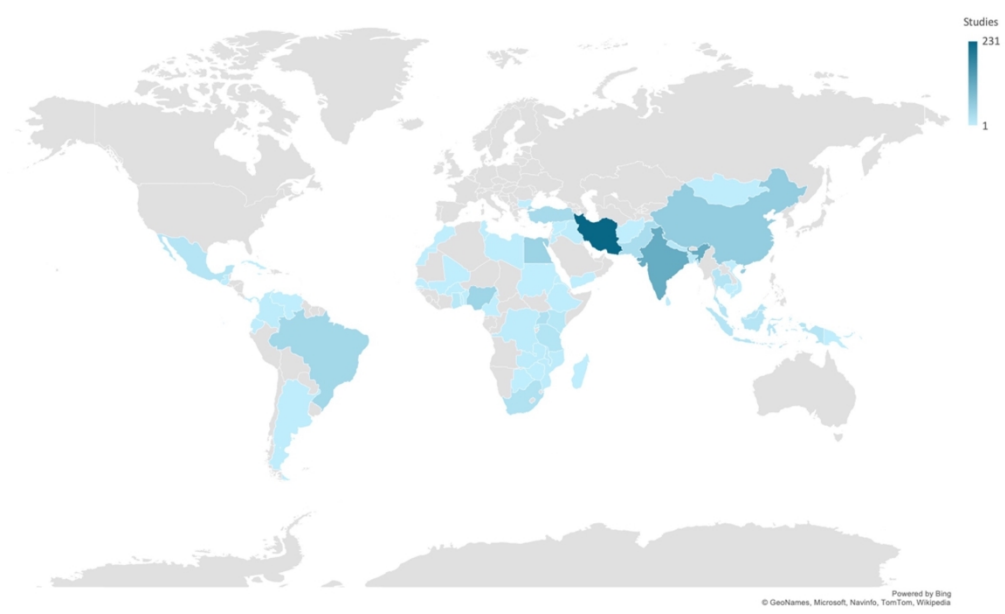 Studies
231
1
Powered by Bing
© GeoNames, Microsoft, Navinfo, TomTom, Wikipedia